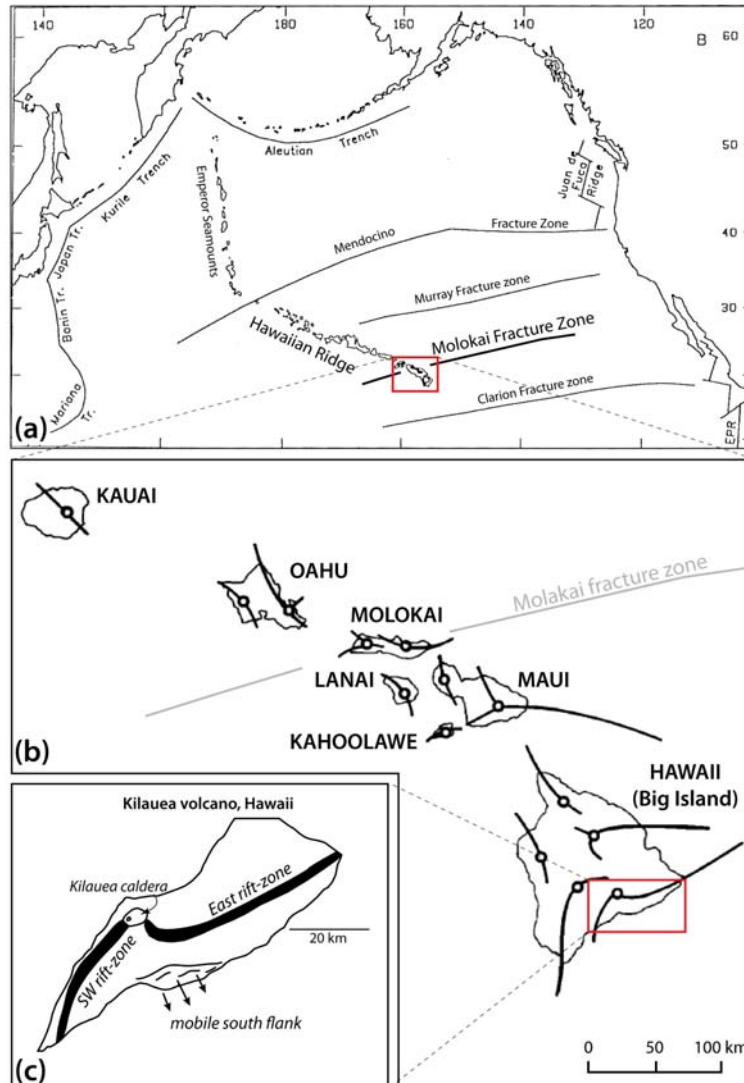 140
160
180
160
140
120
B
60
50
40
30
Aleutian Trench
Kurile Trench
Japan Tr.
Bonin Tr.
Mariana
Tr.
Emperor Seamounts
Juan de
Fuca
Ridge
Mendocino
Fracture Zone
Murray Fracture zone
Hawaiian Ridge
Molokai Fracture Zone
Clarion Fracture zone
EPR
(a)
KAUAI
OAHU
MOLOKAI
Molakai fracture zone
LANAI
MAUI
KAHOOLAWE
(b)
HAWAII
(Big Island)
0 50 100 km
Kilauea volcano, Hawaii
Kilauea caldera
East rift-zone
20 km
SW rift-zone
mobile south flank
(c)